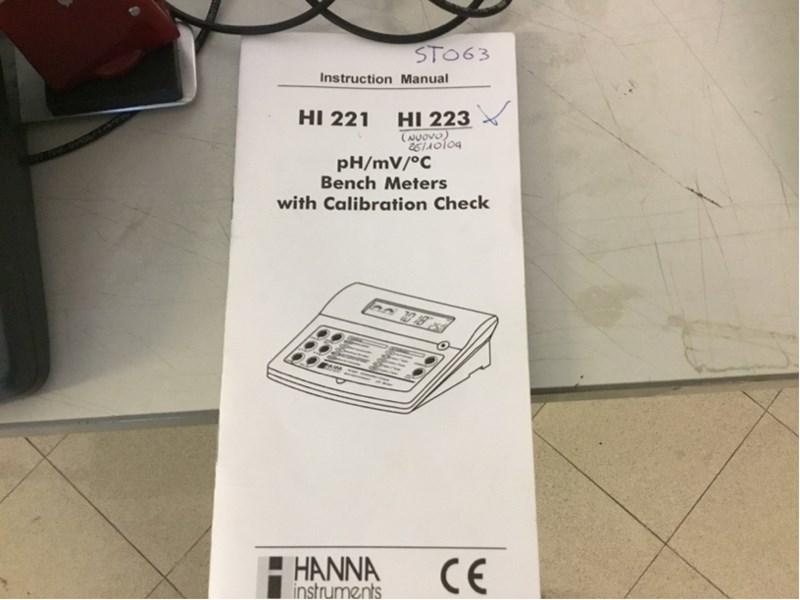 ST063
Instruction Manual
HI 221 HI 223
(NUOVO)
26/10/09
pH/mV/ºC
Bench Meters
with Calibration Check
HANNA
instruments
CE